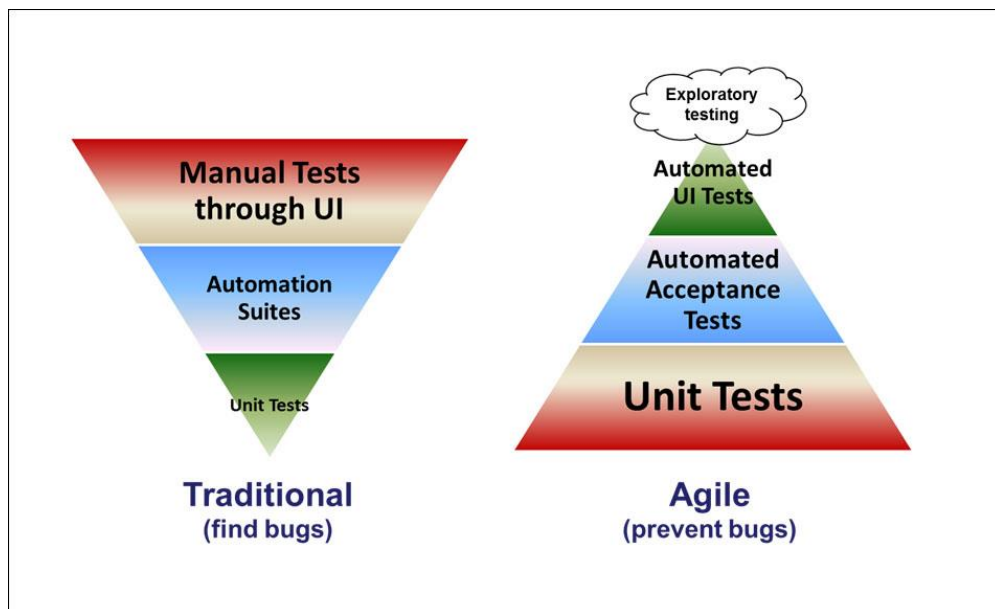 Manual Tests
through UI
Automation
Suites
Unit Tests
Traditional
(find bugs)
Exploratory
testing
Automated
UI Tests
Automated
Acceptance
Tests
Unit Tests
Agile
(prevent bugs)